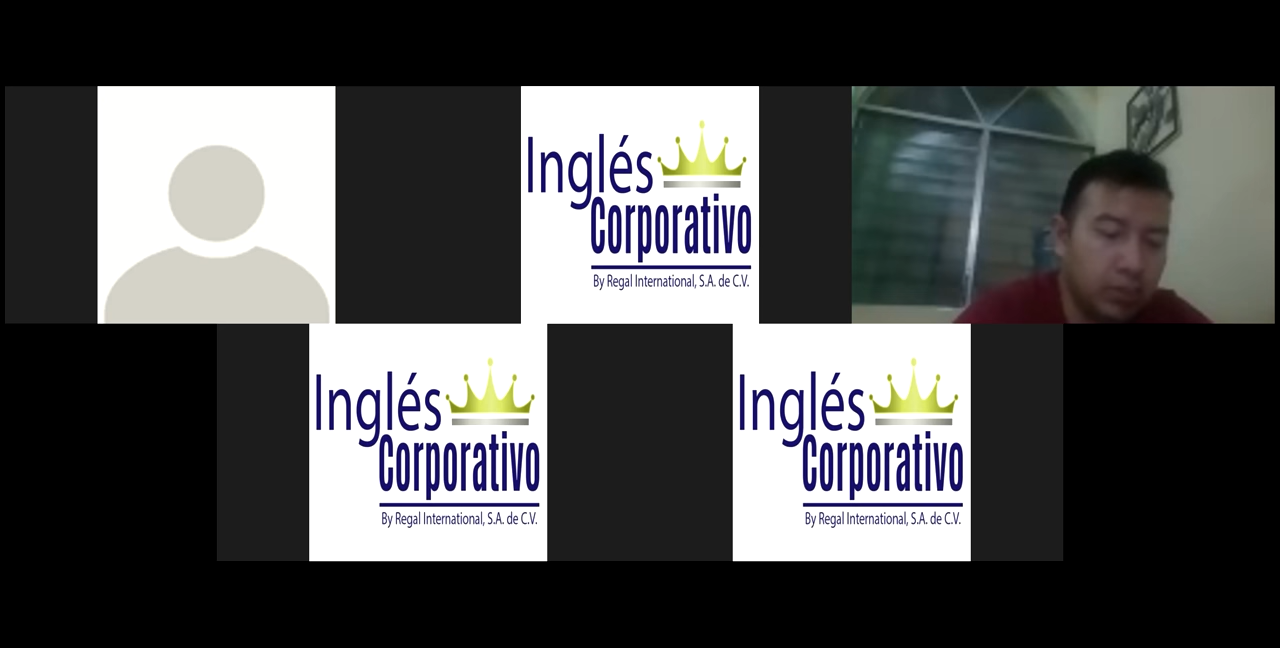 Inglés
Corporativo
By Regal International, S.A. de C.V.
Inglés
Corporativo
By Regal International, S.A. de C.V.
Inglés
Corporativo
By Regal International, S.A. de C.V.